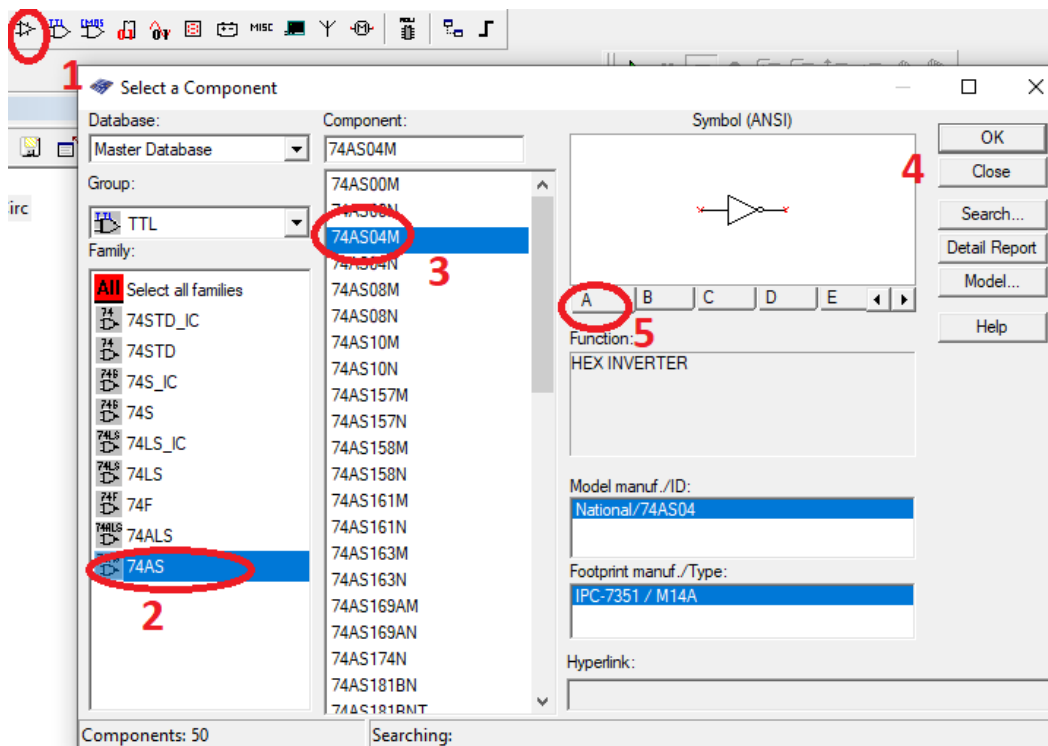 TTL CMOS MISC
1
Select a Component
Database:
Master Database
Group:
TTL
Family:
All Select all families
74STD_IC
74STD
74S_IC
74S
74LS_IC
74LS
74F
74ALS
74AS
2
Components: 50
Component:
74AS04M
74AS00M
74AS04M
3
74AS04N
74AS08M
74AS08N
74AS10M
74AS10N
74AS157M
74AS157N
74AS158M
74AS158N
74AS161M
74AS161N
74AS163M
74AS163N
74AS169AM
74AS169AN
74AS174N
74AS181BN
74AS181BNT
Searching:
Symbol (ANSI)
A B C D E
5
Function:
HEX INVERTER
Model manuf./ID:
National/74AS04
Footprint manuf./Type:
IPC-7351 / M14A
Hyperlink:
4
OK
Close
Search...
Detail Report
Model...
Help